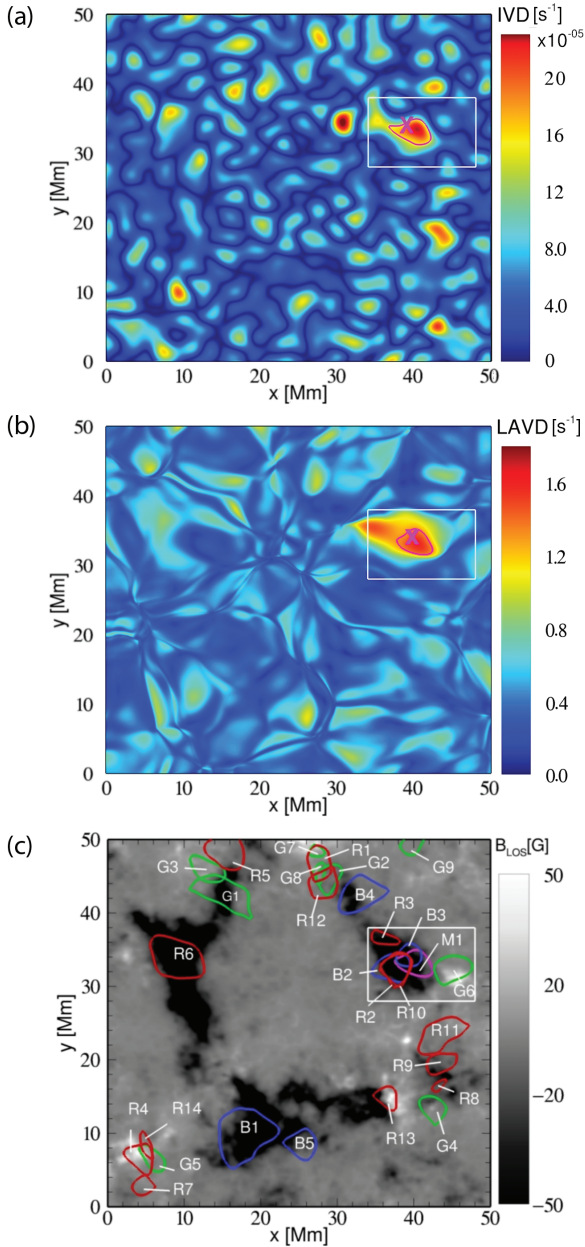 (a)
IVD [s⁻¹]
x10⁻⁰⁵
50
40
30
20
10
0
y [Mm]
0 10 20 30 40 50
x [Mm]
20
16
12
8.0
4.0
0
X
(b)
LAVD [s⁻¹]
50
40
30
20
10
0
y [Mm]
0 10 20 30 40 50
x [Mm]
1.6
1.2
0.8
0.4
0.0
X
(c)
B_LOS[G]
50
40
30
20
10
0
y [Mm]
0 10 20 30 40 50
x [Mm]
50
20
−20
−50
G7
R1
G3
R5
G8
G2
G9
G1
R12
B4
R3
B3
M1
R6
B2
G6
R2
R10
R11
R9
R8
R4
R14
B1
B5
R13
G4
G5
R7